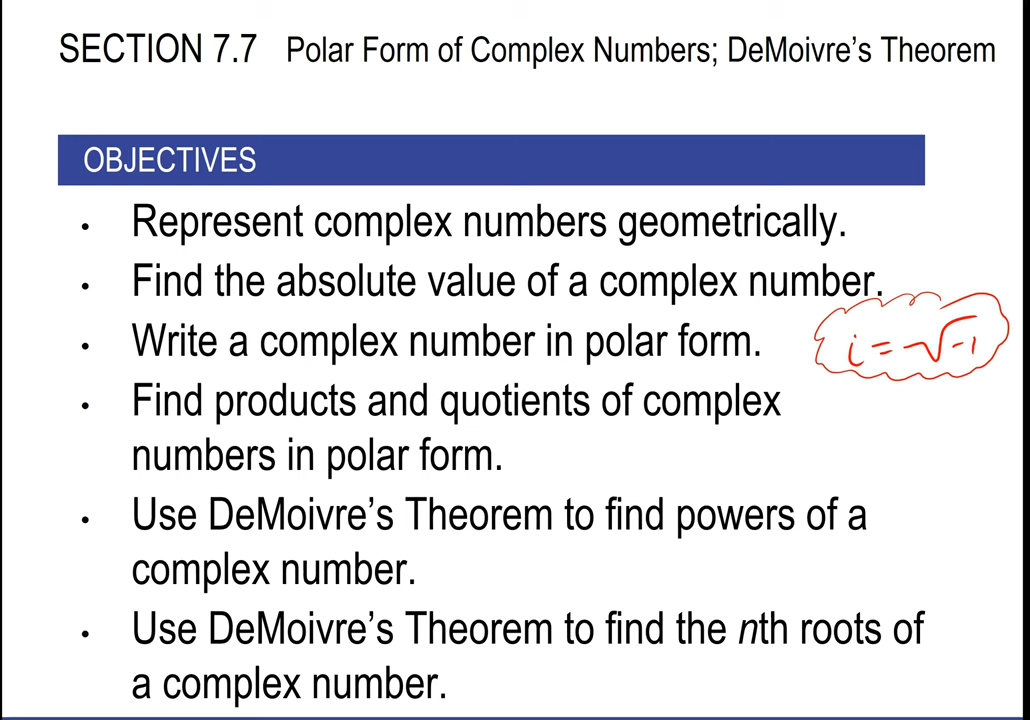 SECTION 7.7 Polar Form of Complex Numbers; DeMoivre's Theorem
OBJECTIVES
• Represent complex numbers geometrically.
• Find the absolute value of a complex number.
• Write a complex number in polar form.
i = √-1
• Find products and quotients of complex
numbers in polar form.
• Use DeMoivre's Theorem to find powers of a
complex number.
• Use DeMoivre's Theorem to find the nth roots of
a complex number.